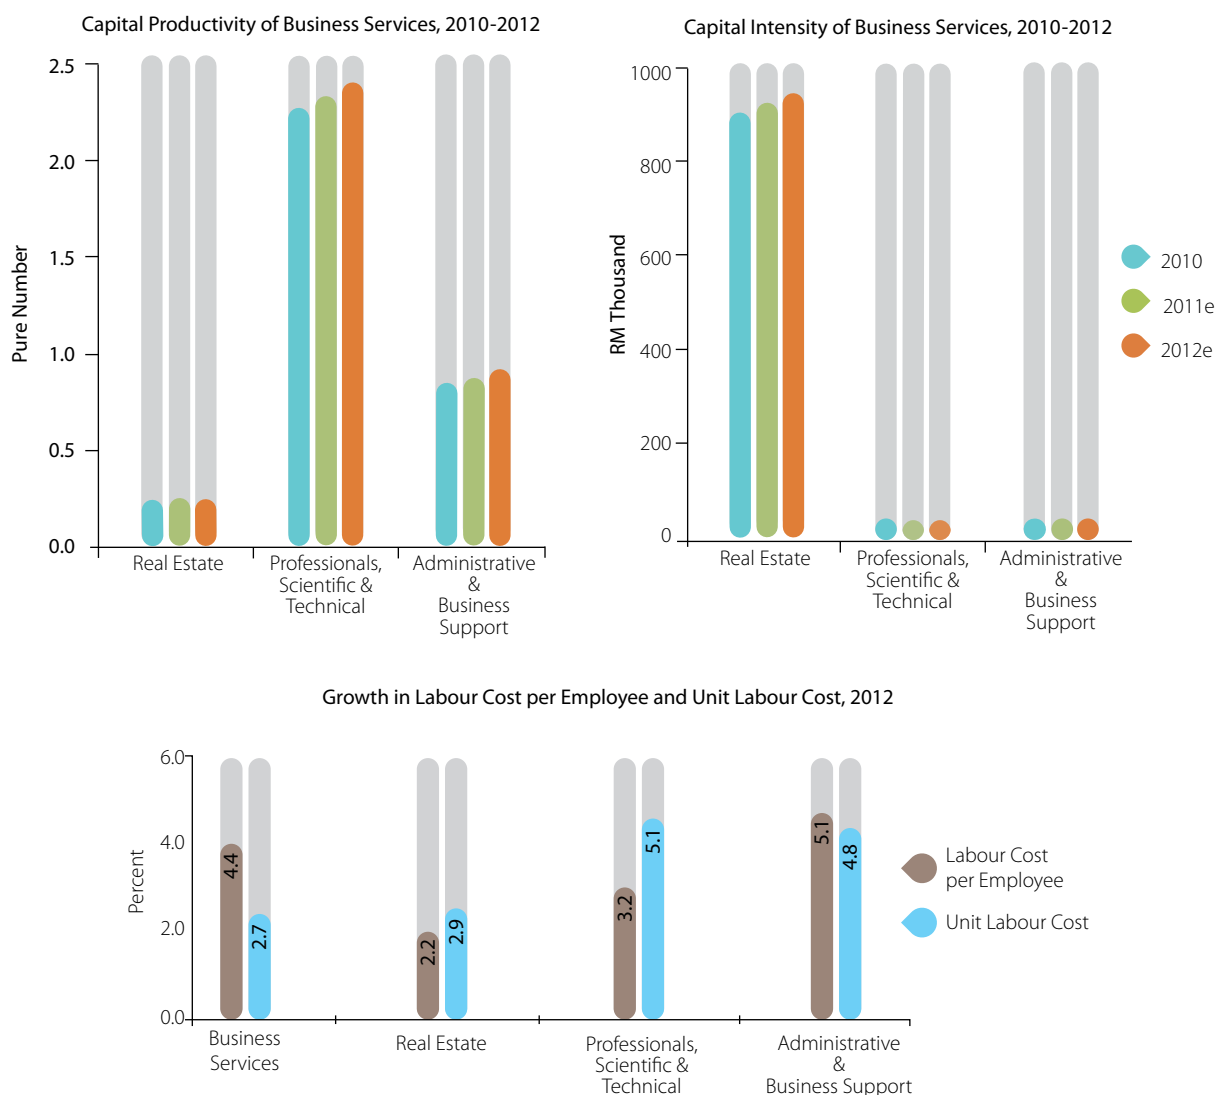 Capital Productivity of Business Services, 2010-2012
Pure Number
2.5
2.0
1.5
1.0
0.5
0.0
Real Estate
Professionals,
Scientific &
Technical
Administrative
&
Business
Support
Capital Intensity of Business Services, 2010-2012
RM Thousand
1000
800
600
400
200
0
Real Estate
Professionals,
Scientific &
Technical
Administrative
&
Business
Support
2010
2011e
2012e
Growth in Labour Cost per Employee and Unit Labour Cost, 2012
Percent
6.0
4.0
2.0
0.0
4.4
2.7
2.2
2.9
3.2
5.1
5.1
4.8
Business
Services
Real Estate
Professionals,
Scientific &
Technical
Administrative
&
Business Support
Labour Cost
per Employee
Unit Labour Cost